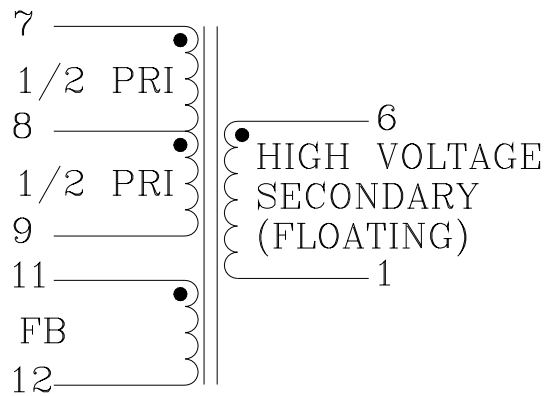 7
1/2 PRI
8
1/2 PRI
9
11
FB
12
6
HIGH VOLTAGE
SECONDARY
(FLOATING)
1